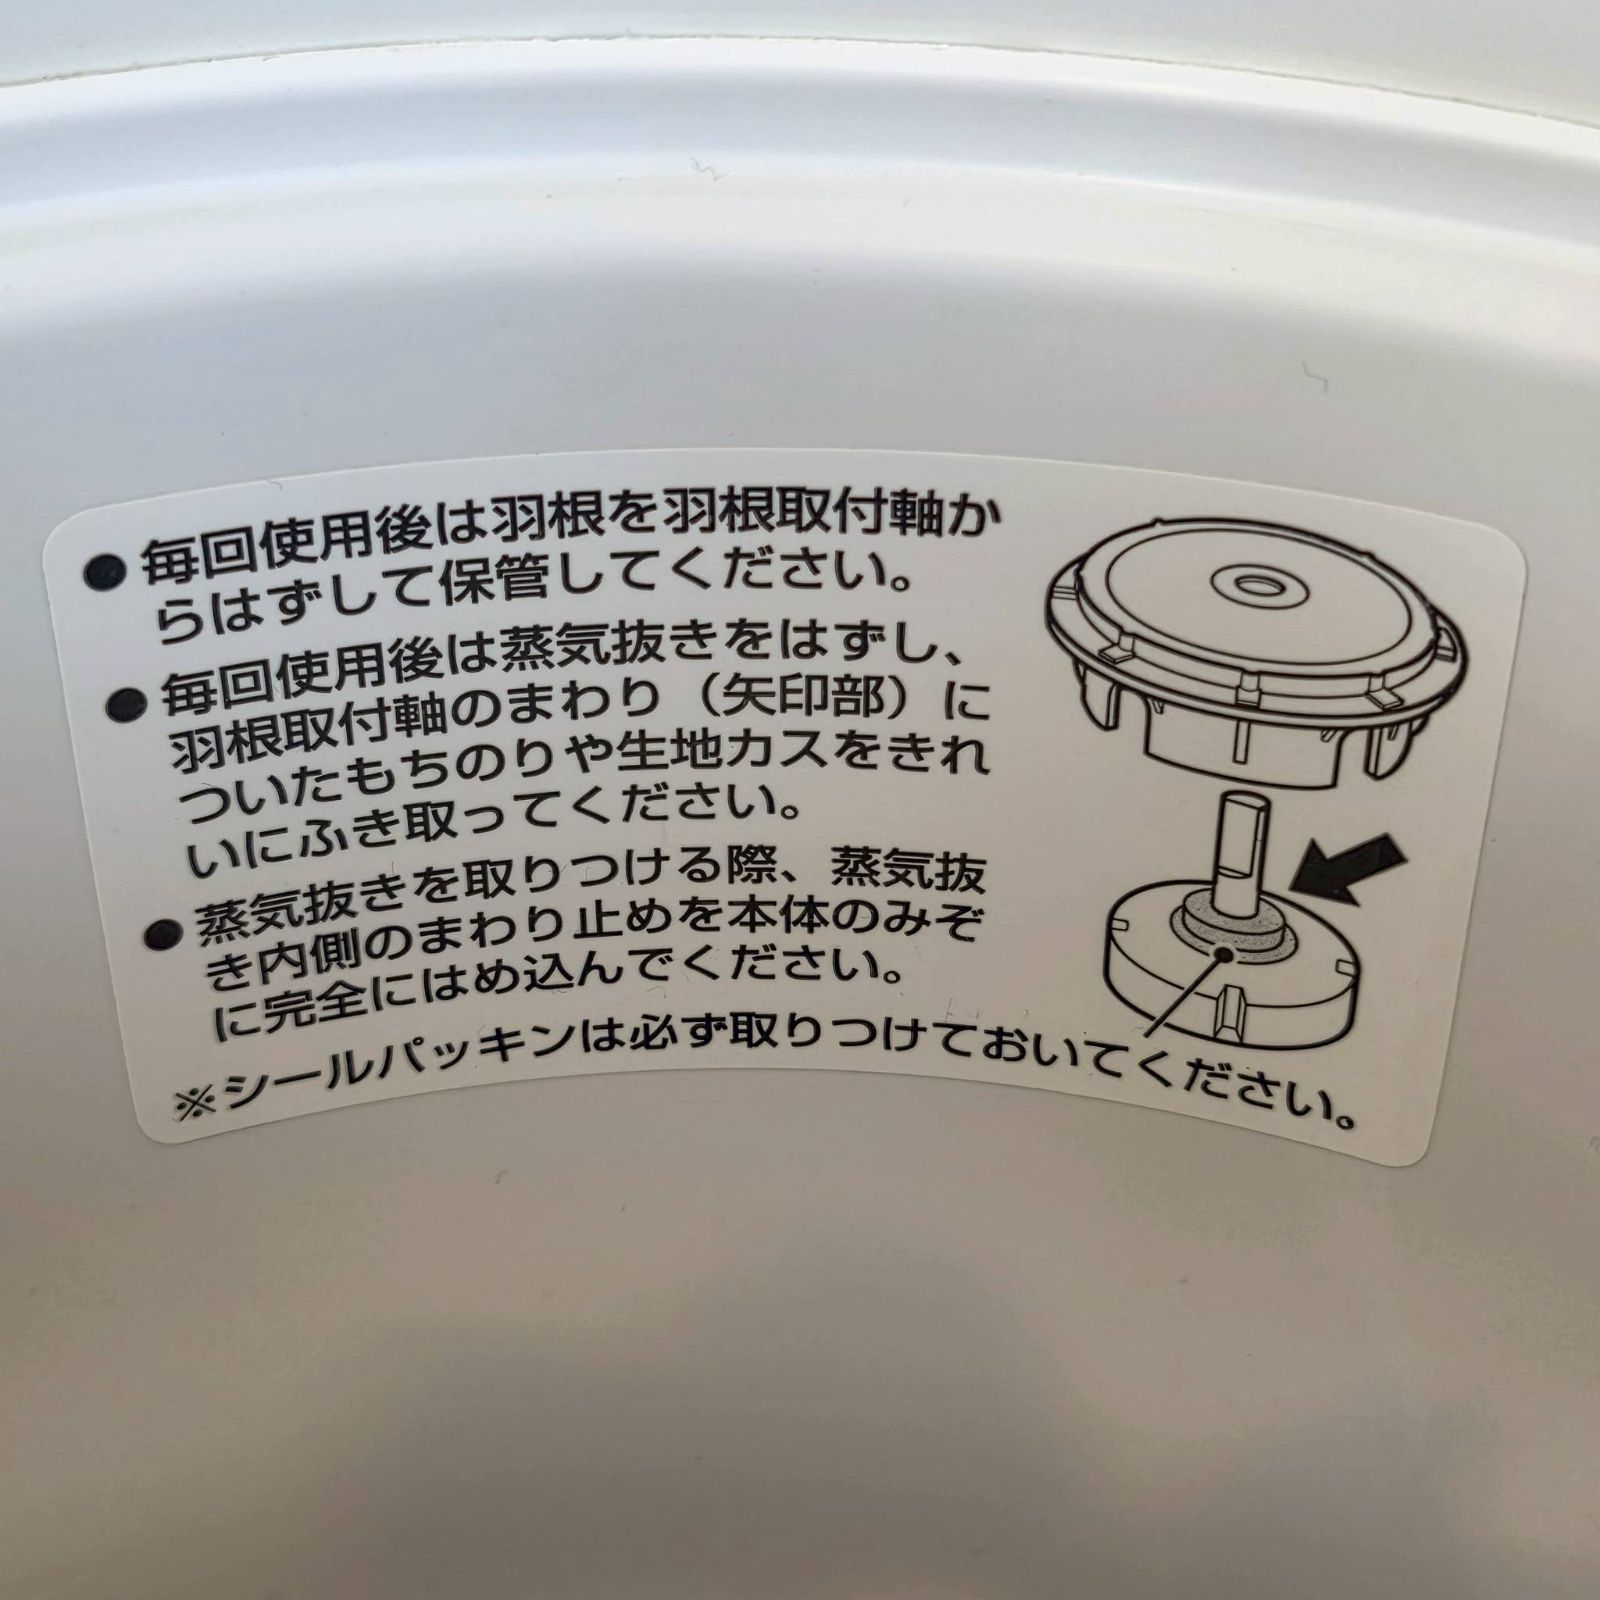 ●毎回使用後は羽根を羽根取付軸か
らはずして保管してください。
●毎回使用後は蒸気抜きをはずし、
羽根取付軸のまわり（矢印部）に
ついたもちのりや生地カスをきれ
いにふき取ってください。
●蒸気抜きを取りつける際、蒸気抜
き内側のまわり止めを本体のみぞ
に完全にはめ込んでください。
※シールパッキンは必ず取りつけておいてください。